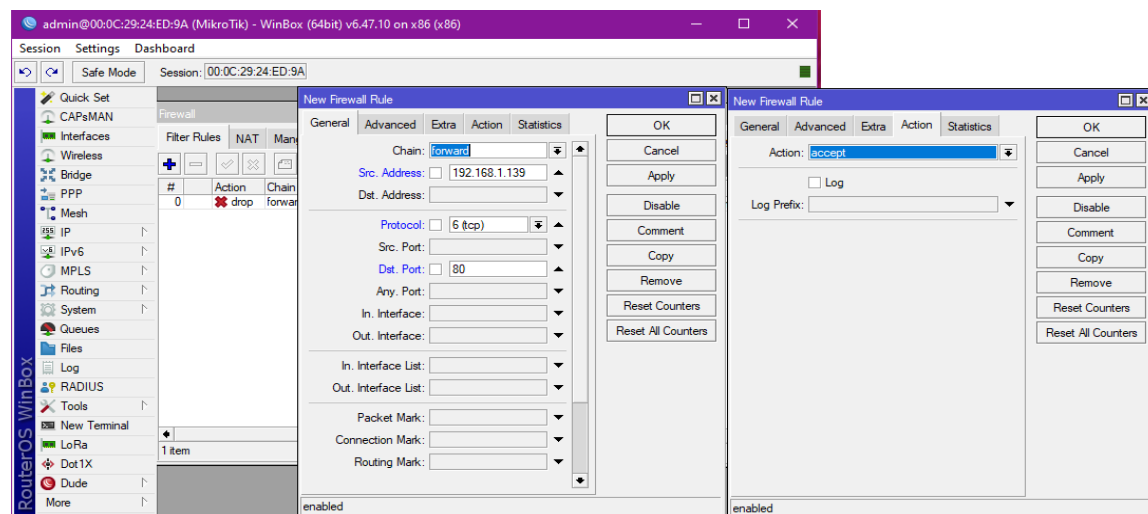 admin@00:0C:29:24:ED:9A (MikroTik) - WinBox (64bit) v6.47.10 on x86 (x86)
Session Settings Dashboard
Safe Mode Session: 00:0C:29:24:ED:9A
RouterOS WinBox
Quick Set
CAPsMAN
Interfaces
Wireless
Bridge
PPP
Mesh
IP
IPv6
MPLS
Routing
System
Queues
Files
Log
RADIUS
Tools
New Terminal
LoRa
Dot1X
Dude
More
Firewall
Filter Rules NAT Mang
# Action Chain
0 drop forwar
1 item
New Firewall Rule
General Advanced Extra Action Statistics
Chain: forward
Src. Address: 192.168.1.139
Dst. Address:
Protocol: 6 (tcp)
Src. Port:
Dst. Port: 80
Any. Port:
In. Interface:
Out. Interface:
In. Interface List:
Out. Interface List:
Packet Mark:
Connection Mark:
Routing Mark:
enabled
OK
Cancel
Apply
Disable
Comment
Copy
Remove
Reset Counters
Reset All Counters
New Firewall Rule
General Advanced Extra Action Statistics
Action: accept
Log
Log Prefix:
enabled
OK
Cancel
Apply
Disable
Comment
Copy
Remove
Reset Counters
Reset All Counters